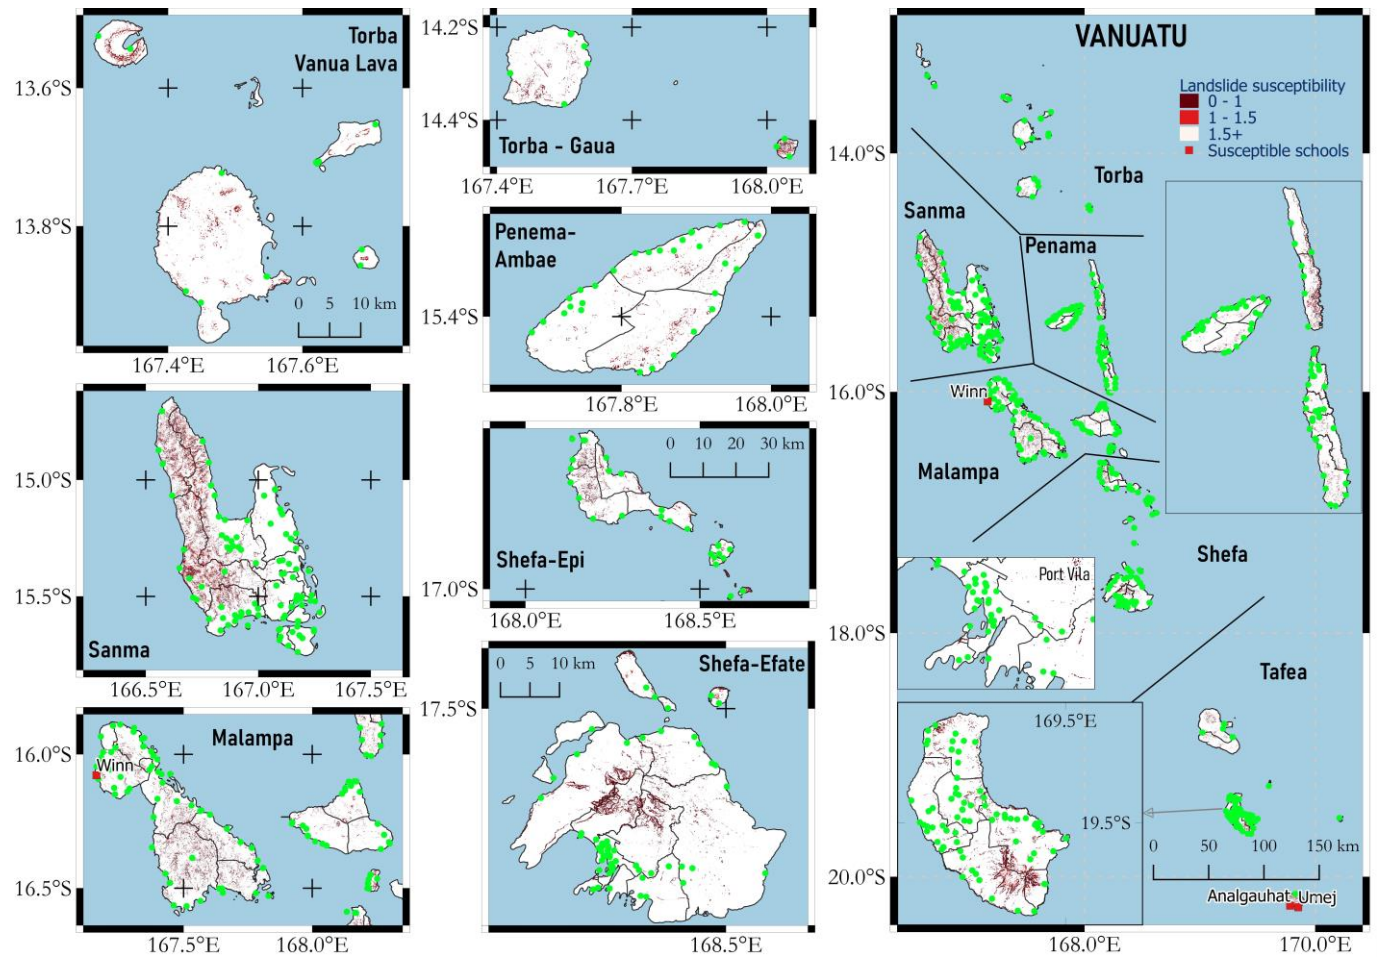 Torba
Vanua Lava
13.6°S
13.8°S
0 5 10 km
167.4°E 167.6°E
14.2°S
14.4°S
Torba - Gaua
167.4°E 167.7°E 168.0°E
Penema-
Ambae
15.4°S
167.8°E 168.0°E
15.0°S
15.5°S
Sanma
166.5°E 167.0°E 167.5°E
0 10 20 30 km
Shefa-Epi
17.0°S
168.0°E 168.5°E
16.0°S
Malampa
Winn
16.5°S
167.5°E 168.0°E
0 5 10 km
Shefa-Efate
17.5°S
168.5°E
VANUATU
Landslide susceptibility
0 - 1
1 - 1.5
1.5+
Susceptible schools
14.0°S
Torba
Sanma
Penama
16.0°S
Winn
Malampa
Shefa
Port Vila
18.0°S
Tafea
169.5°E
19.5°S
0 50 100 150 km
20.0°S
Analgauhat Umej
168.0°E 170.0°E